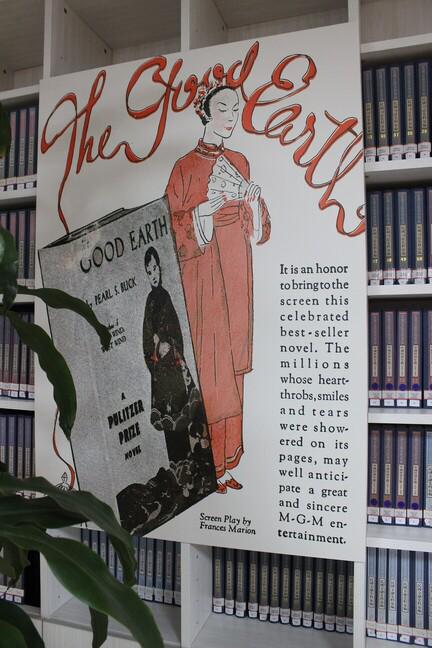 The Good
Earth
GOOD EARTH
PEARL S. BUCK
A
PULITZER
PRIZE
NOVEL
It is an honor
to bring to the
screen this
celebrated
best-seller
novel. The
millions
whose heart-
throbs, smiles
and tears
were show-
ered on its
pages, may
well antici-
pate a great
and sincere
M-G-M en-
tertainment.
Screen Play by
Frances Marion